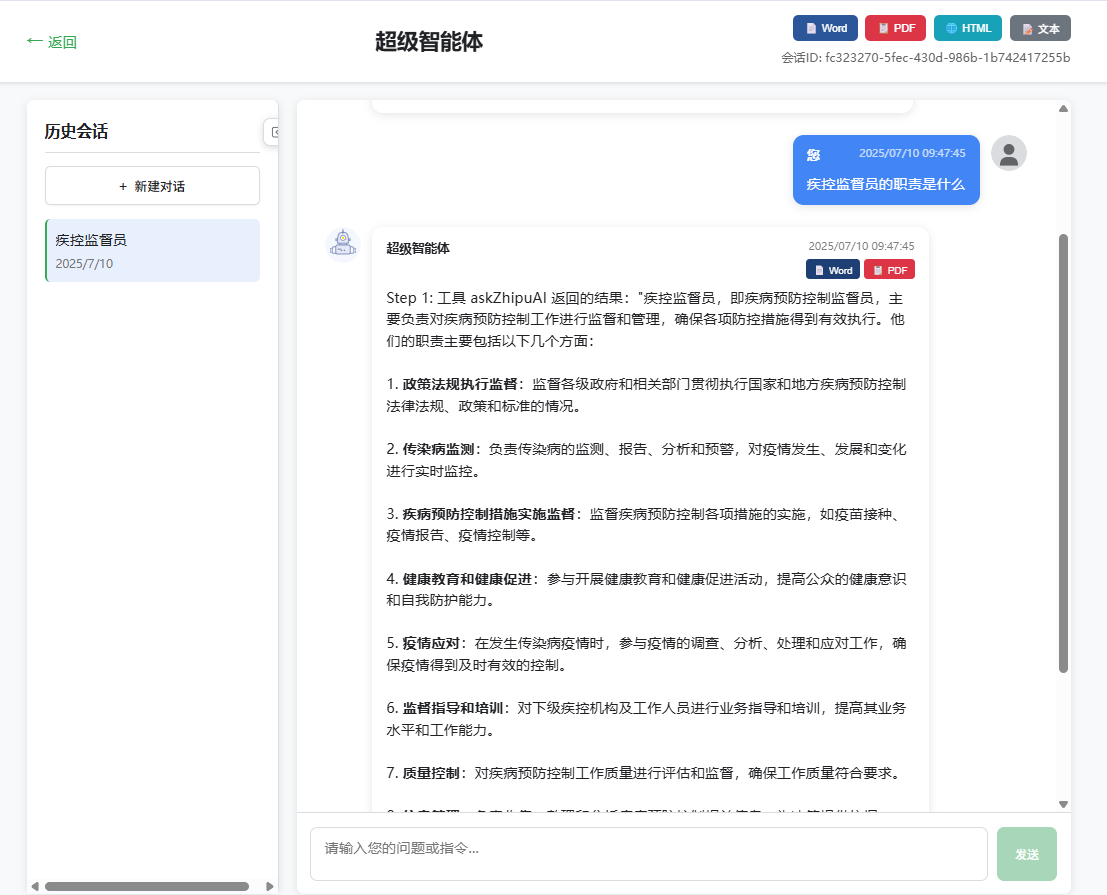 ← 返回
超级智能体
Word
PDF
HTML
文本
会话ID: fc323270-5fec-430d-986b-1b742417255b
历史会话
+ 新建对话
疾控监督员
2025/7/10
您
2025/07/10 09:47:45
疾控监督员的职责是什么
超级智能体
2025/07/10 09:47:45
Word
PDF
Step 1: 工具 askZhipuAI 返回的结果："疾控监督员，即疾病预防控制监督员，主
要负责对疾病预防控制工作进行监督和管理，确保各项防控措施得到有效执行。他
们的职责主要包括以下几个方面：
1. 政策法规执行监督：监督各级政府和相关部门贯彻执行国家和地方疾病预防控制
法律法规、政策和标准的情况。
2. 传染病监测：负责传染病的监测、报告、分析和预警，对疫情发生、发展和变化
进行实时监控。
3. 疾病预防控制措施实施监督：监督疾病预防控制各项措施的实施，如疫苗接种、
疫情报告、疫情控制等。
4. 健康教育和健康促进：参与开展健康教育和健康促进活动，提高公众的健康意识
和自我防护能力。
5. 疫情应对：在发生传染病疫情时，参与疫情的调查、分析、处理和应对工作，确
保疫情得到及时有效的控制。
6. 监督指导和培训：对下级疾控机构及工作人员进行业务指导和培训，提高其业务
水平和工作能力。
7. 质量控制：对疾病预防控制工作质量进行评估和监督，确保工作质量符合要求。
请输入您的问题或指令...
发送